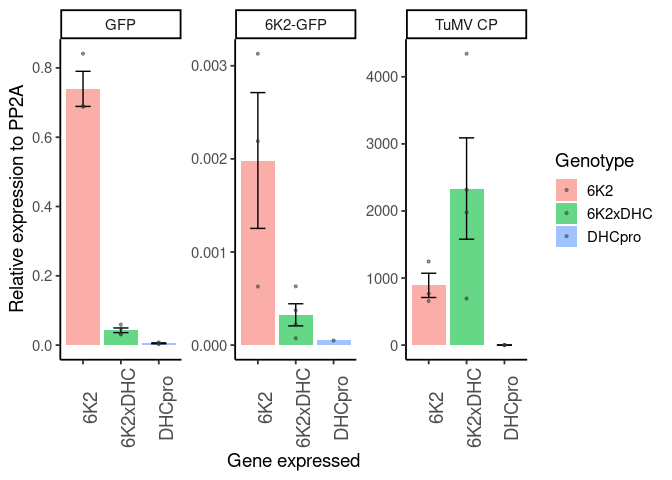 GFP
6K2-GFP
TuMV CP
Relative expression to PP2A
0.8
0.6
0.4
0.2
0.0
0.003
0.002
0.001
0.000
4000
3000
2000
1000
0
6K2
6K2xDHC
DHCpro
6K2
6K2xDHC
DHCpro
6K2
6K2xDHC
DHCpro
Gene expressed
Genotype
6K2
6K2xDHC
DHCpro